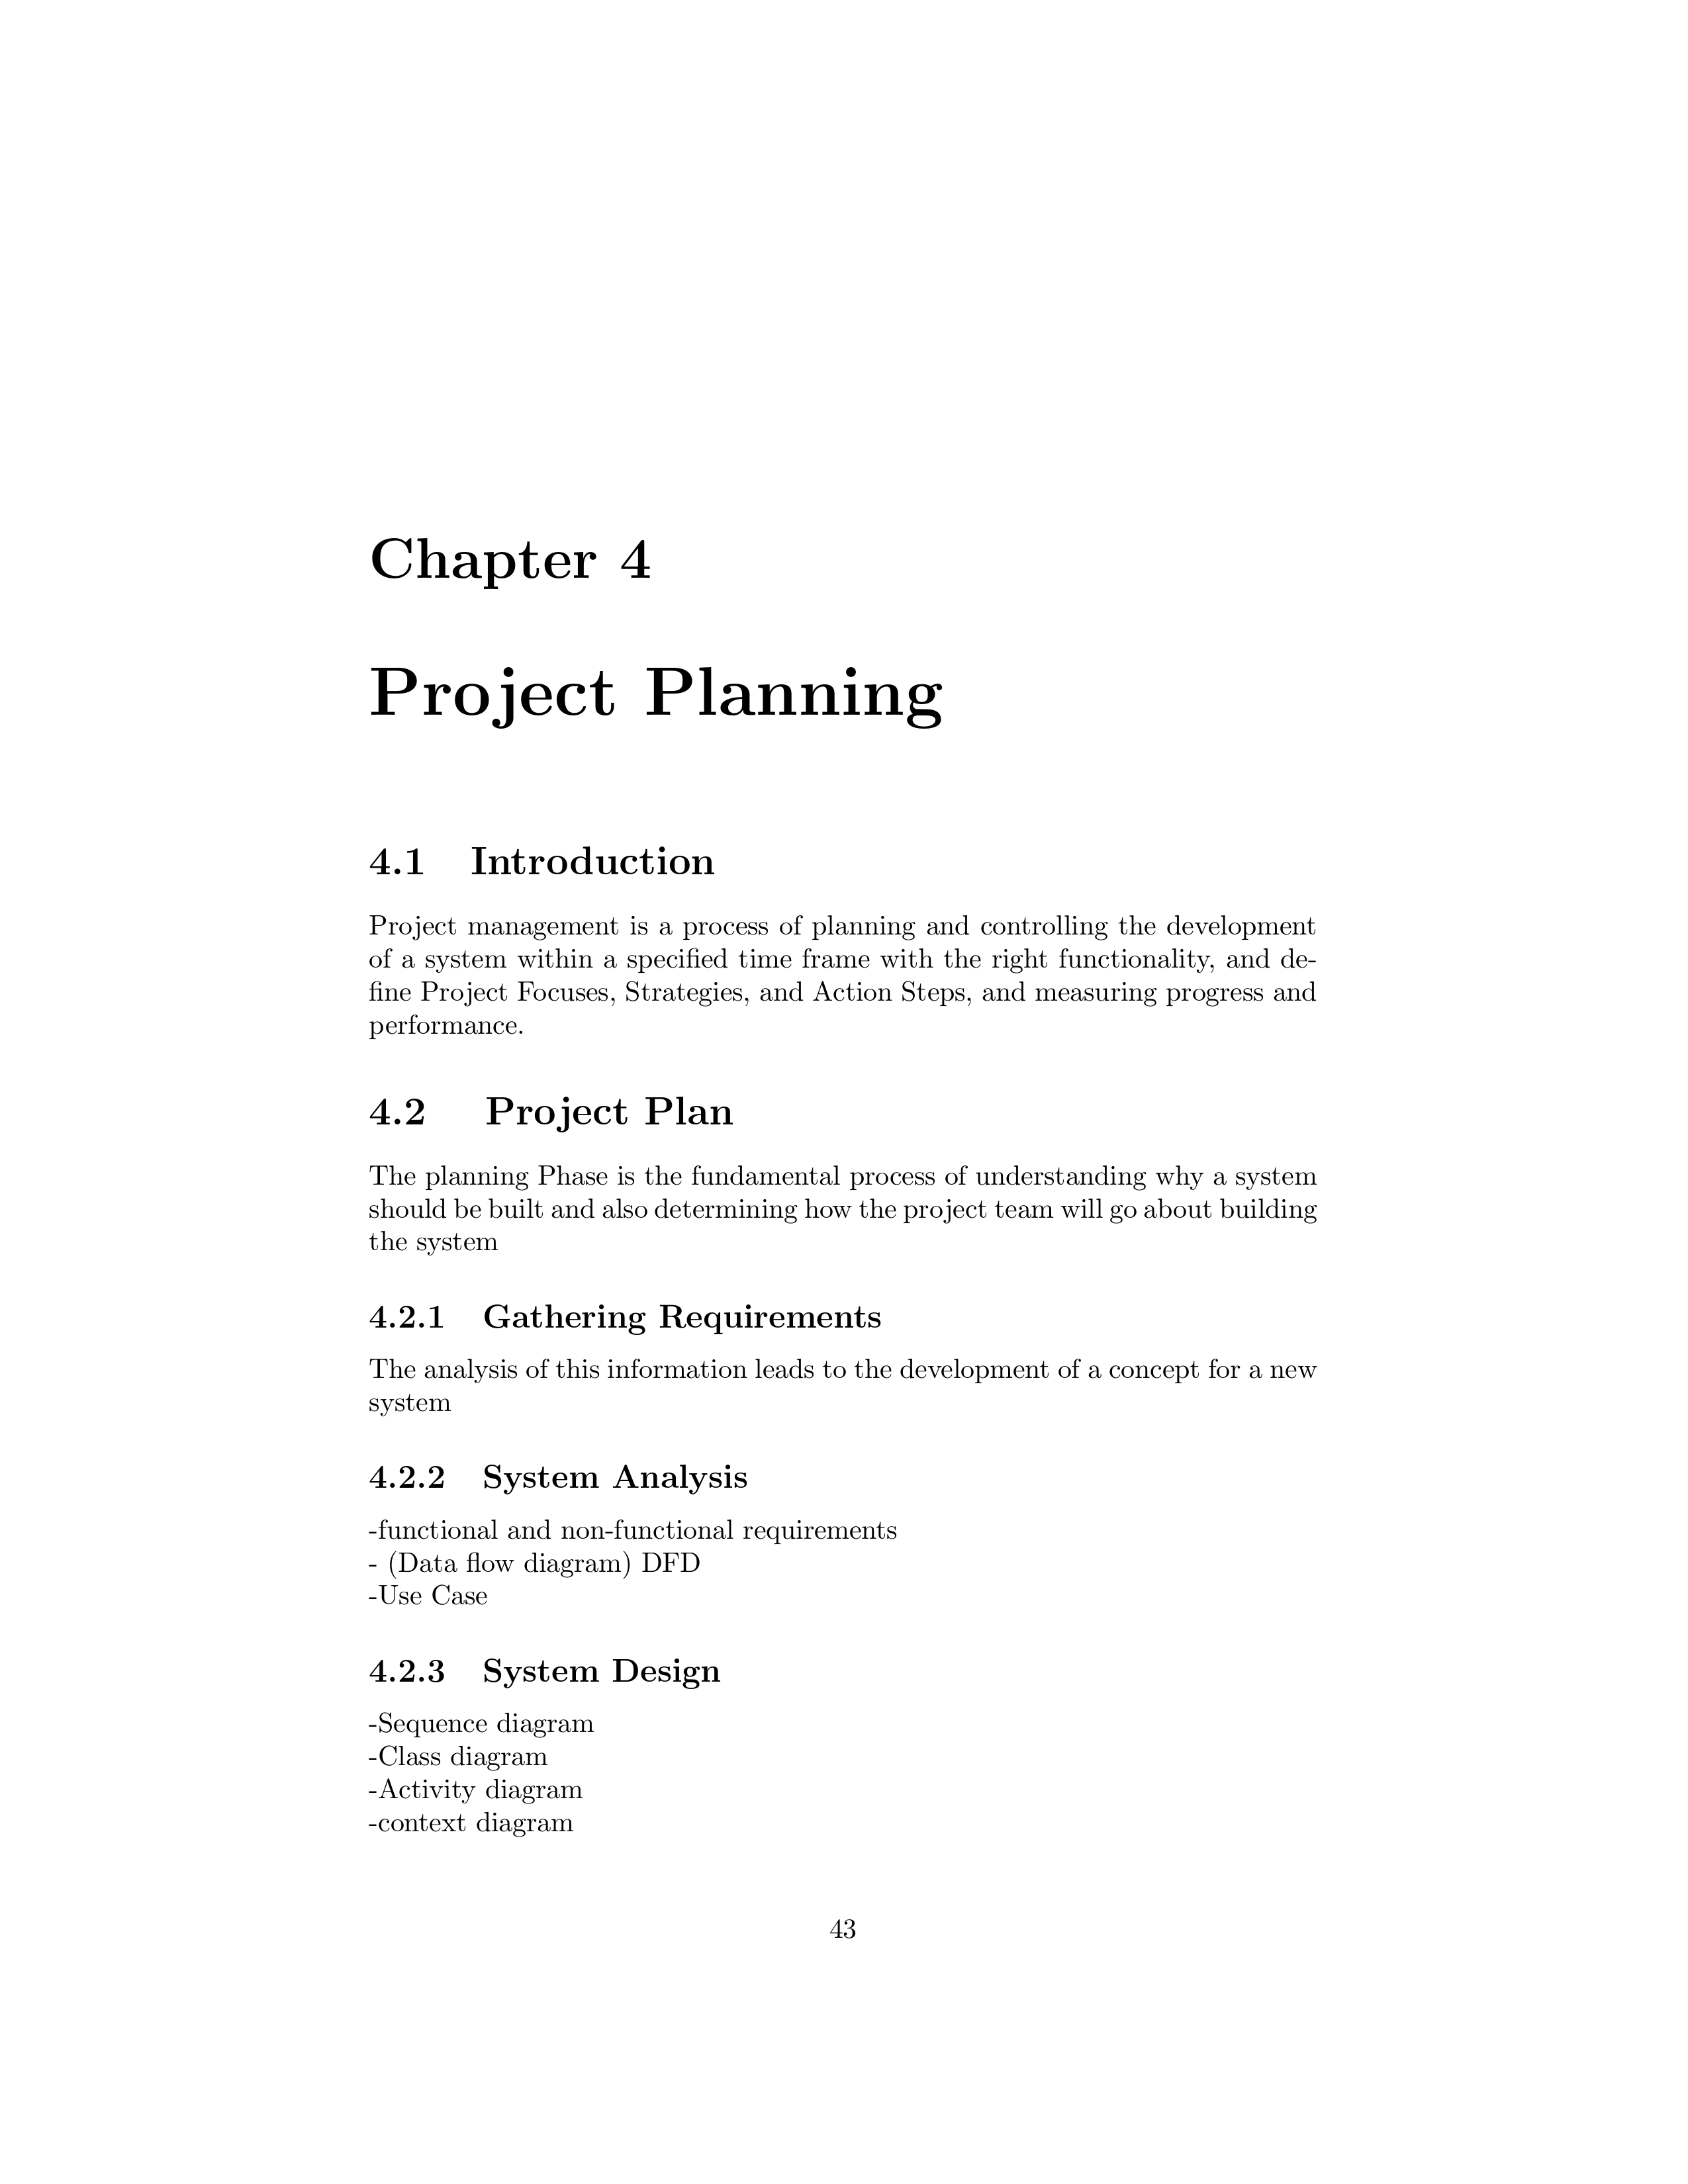 Chapter 4
Project Planning
4.1 Introduction
Project management is a process of planning and controlling the development
of a system within a specified time frame with the right functionality, and de-
fine Project Focuses, Strategies, and Action Steps, and measuring progress and
performance.
4.2 Project Plan
The planning Phase is the fundamental process of understanding why a system
should be built and also determining how the project team will go about building
the system
4.2.1 Gathering Requirements
The analysis of this information leads to the development of a concept for a new
system
4.2.2 System Analysis
-functional and non-functional requirements
- (Data flow diagram) DFD
-Use Case
4.2.3 System Design
-Sequence diagram
-Class diagram
-Activity diagram
-context diagram
43